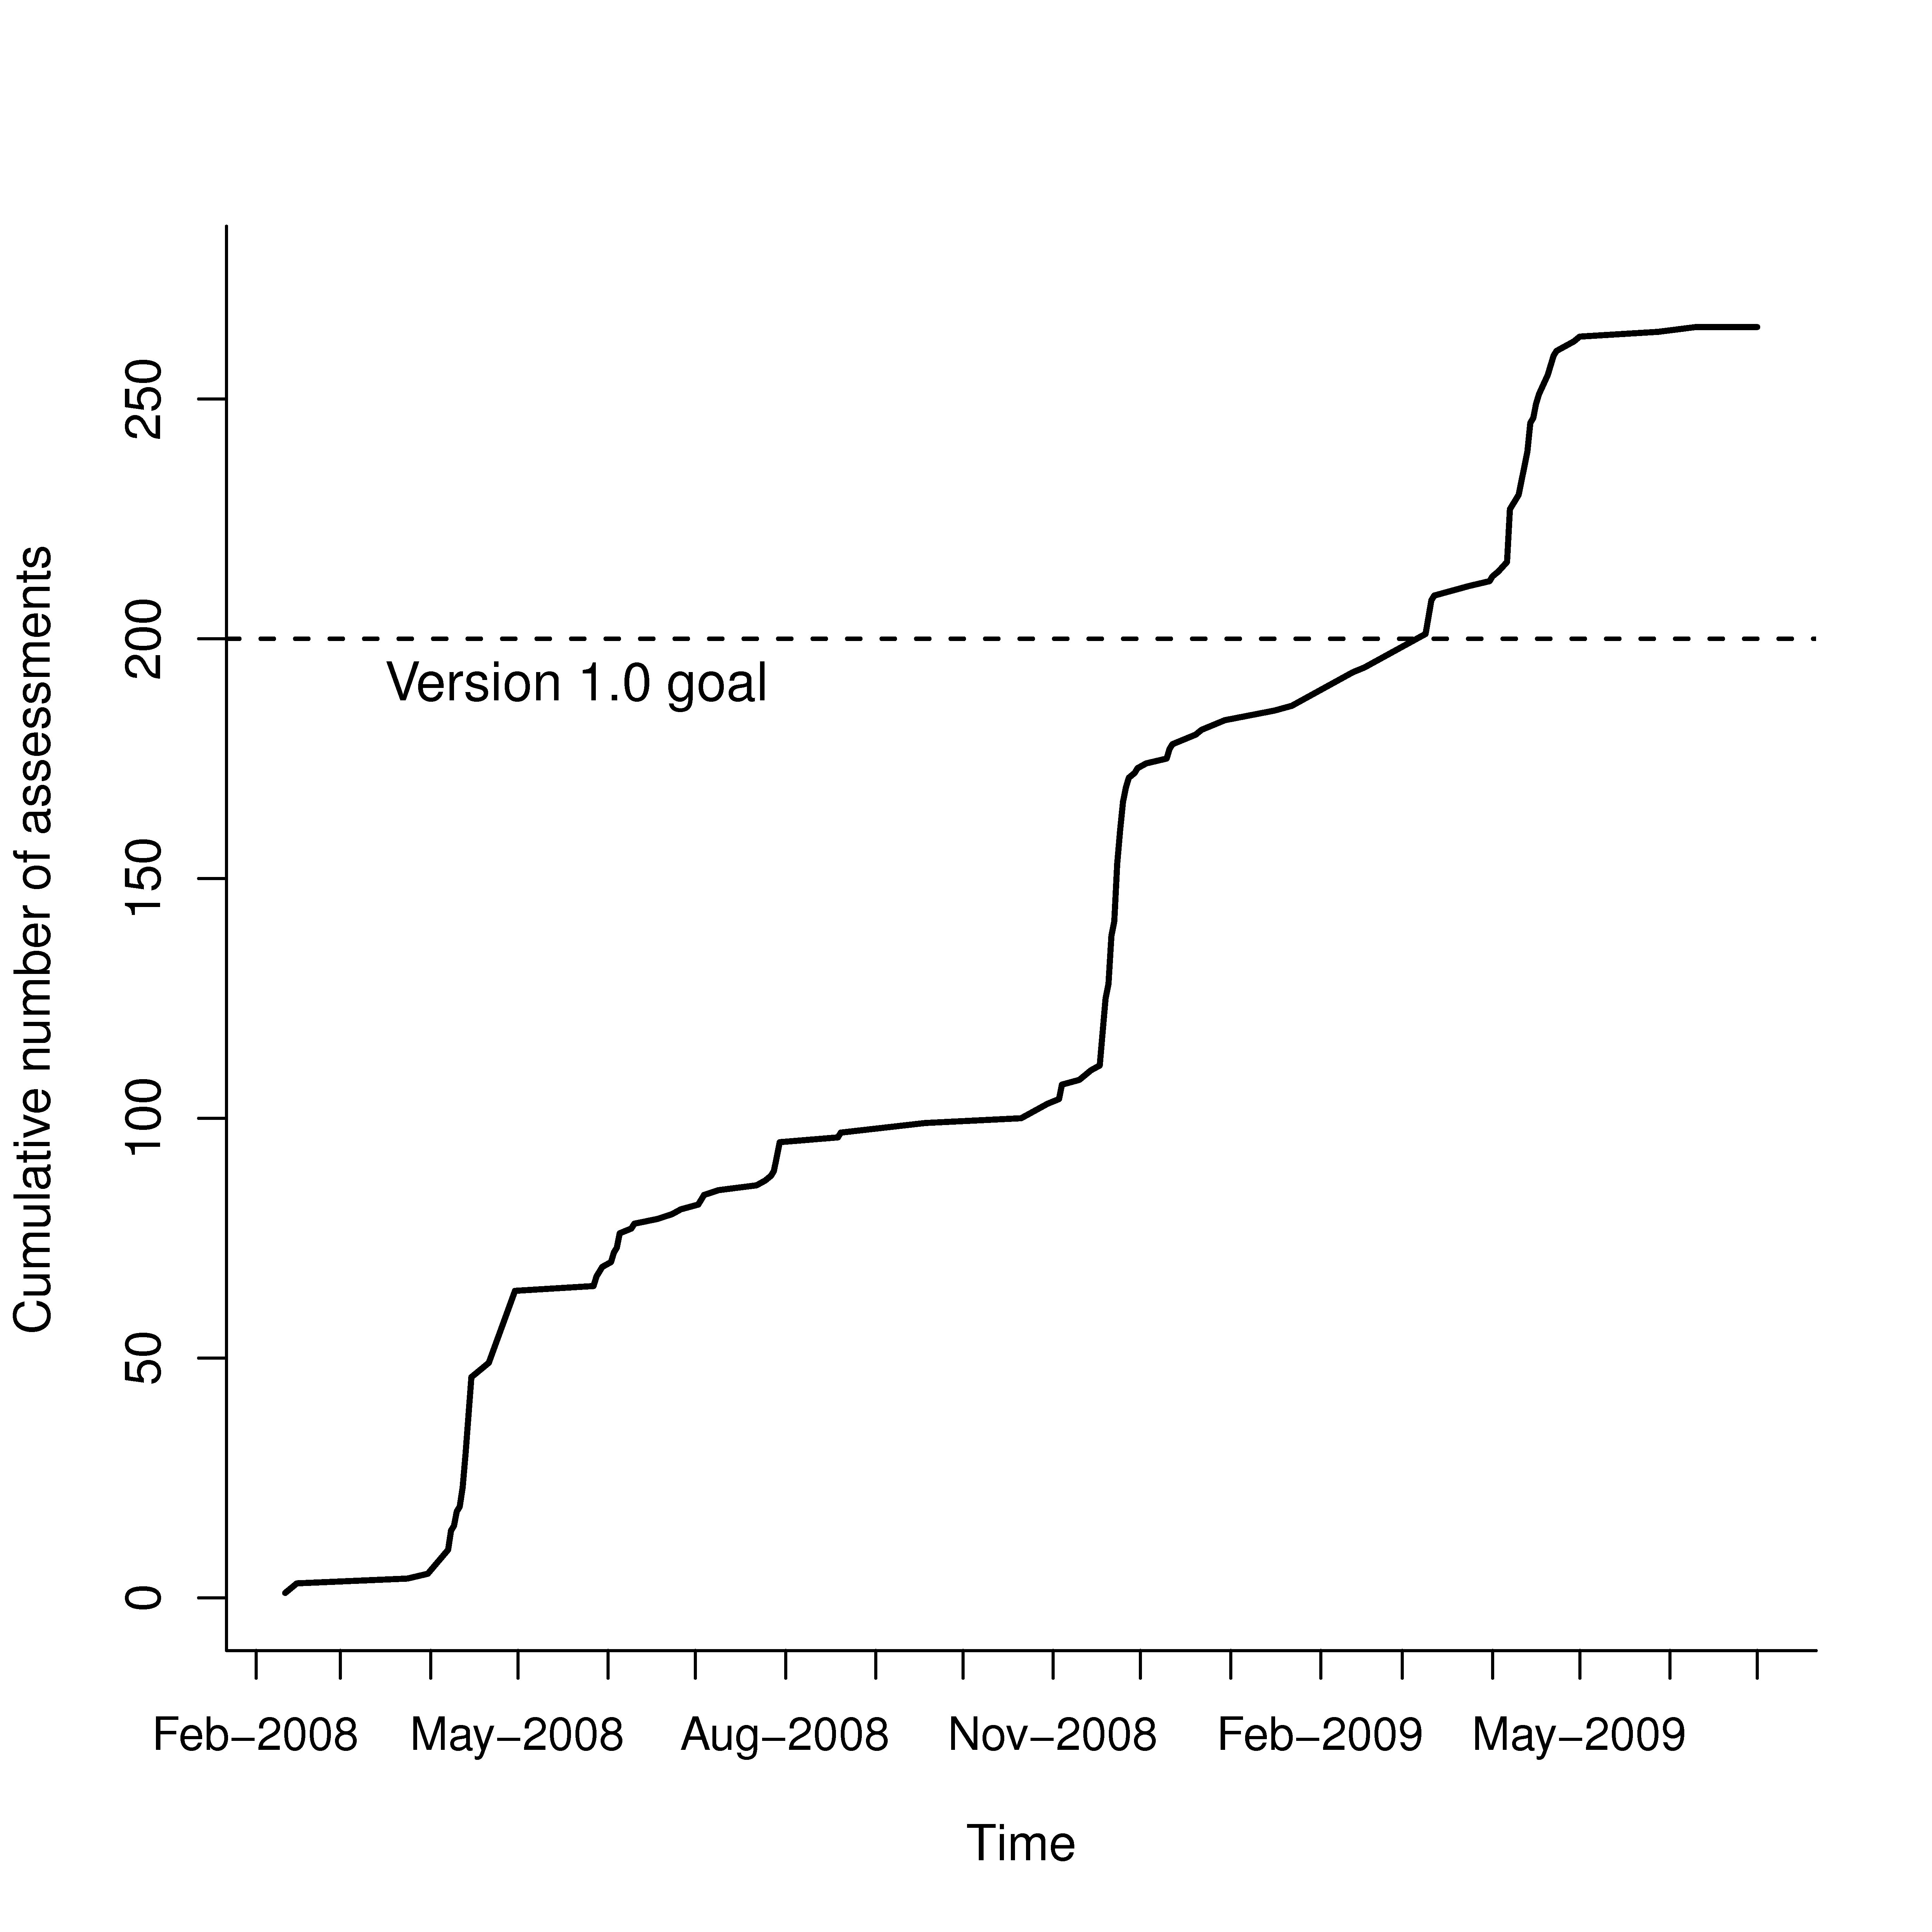 Cumulative number of assessments
250
200
150
100
50
0
Version 1.0 goal
Feb−2008 May−2008 Aug−2008 Nov−2008 Feb−2009 May−2009
Time